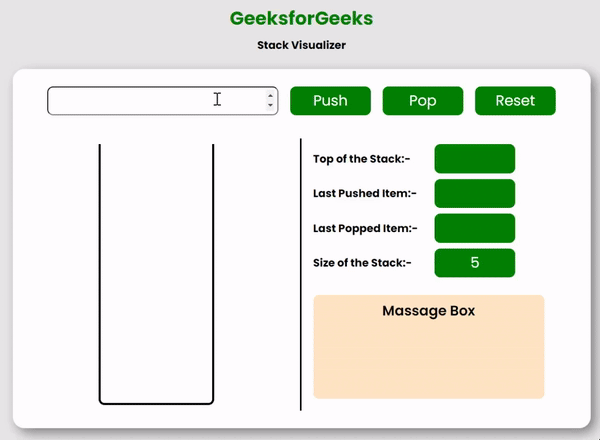 GeeksforGeeks
Stack Visualizer
Push Pop Reset
Top of the Stack:-
Last Pushed Item:-
Last Popped Item:-
Size of the Stack:- 5
Massage Box